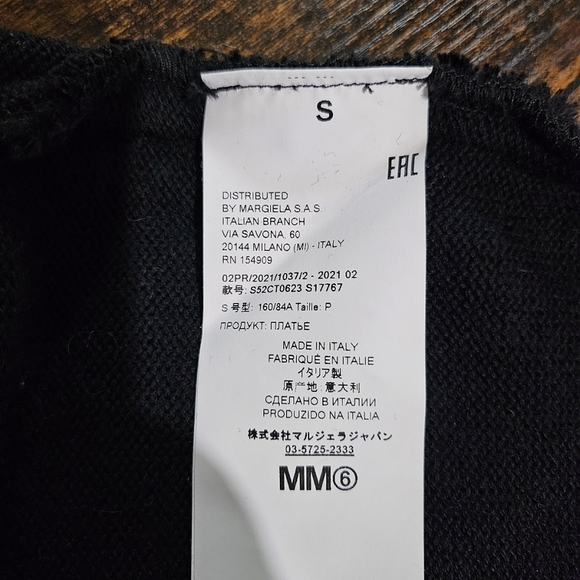 S
EAC
DISTRIBUTED
BY MARGIELA S.A.S.
ITALIAN BRANCH
VIA SAVONA, 60
20144 MILANO (MI) - ITALY
RN 154909
02PR/2021/1037/2 - 2021 02
款号: S52CT0623 S17767
S 号型: 160/84A Taille: P
ПРОДУКТ: ПЛАТЬЕ
MADE IN ITALY
FABRIQUÉ EN ITALIE
イタリア製
原产地: 意大利
СДЕЛАНО В ИТАЛИИ
PRODUZIDO NA ITALIA
株式会社マルジェラジャパン
03-5725-2333
MM⑥